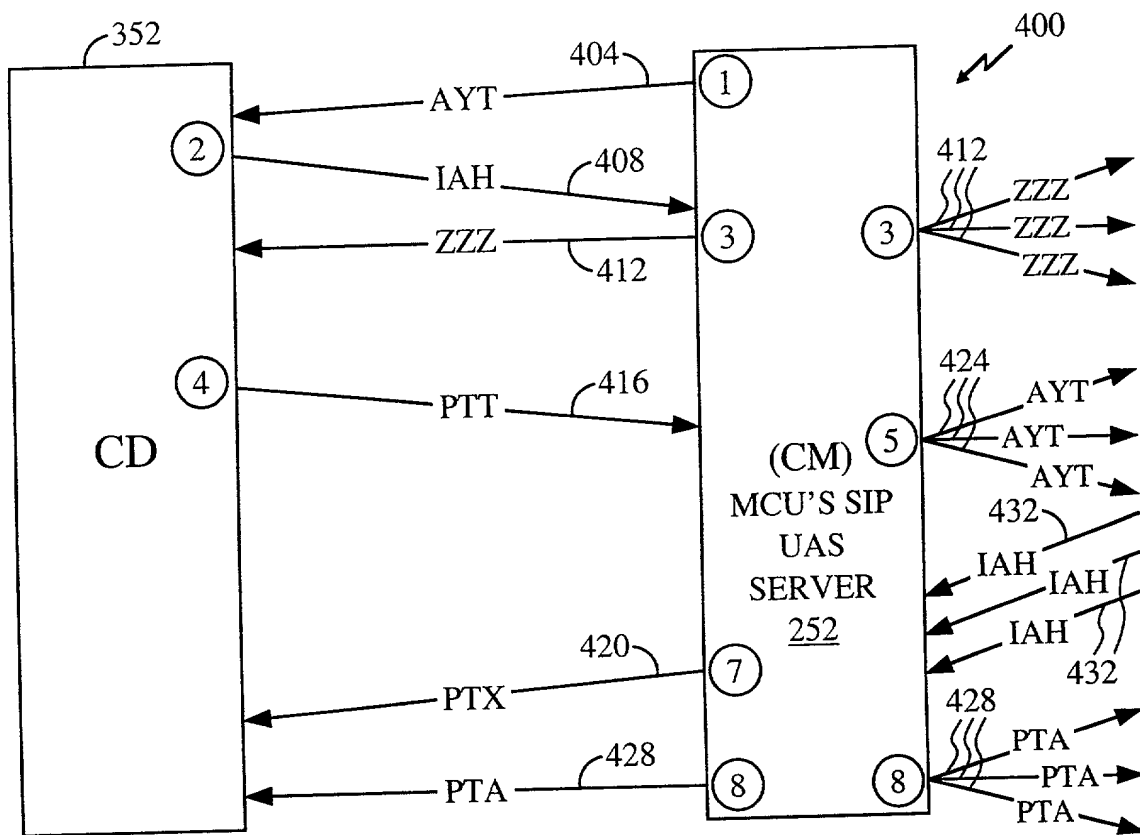 352
400
404
1
AYT
2
412
408
IAH
ZZZ
3
3
ZZZ
ZZZ
ZZZ
412
424
4
416
AYT
PTT
5
AYT
CD
(CM)
AYT
MCU'S SIP
432
UAS
IAH
IAH
SERVER
252
IAH
420
7
432
PTX
428
PTA
428
8
8
PTA
PTA
PTA